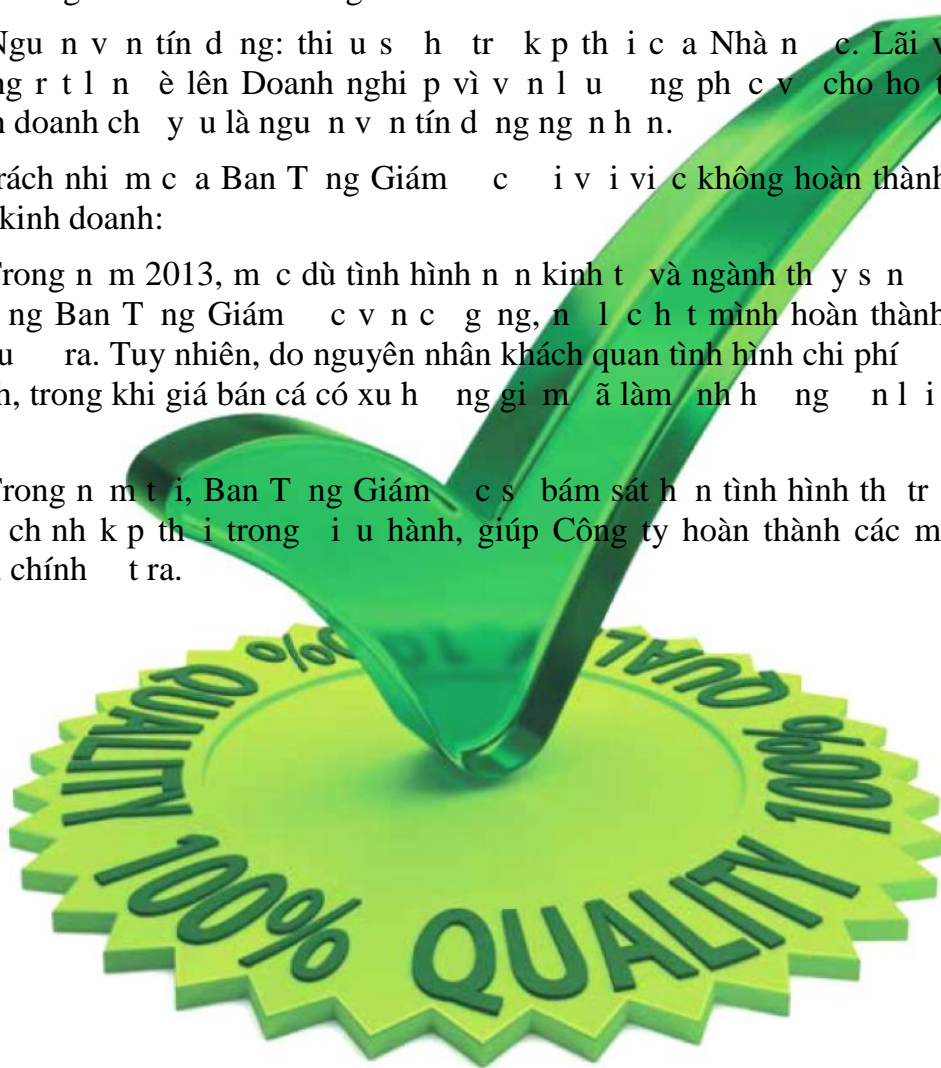 Ngu n v n tín d ng: thi u s h tr k p th i c a Nhà n c. Lãi v
ng r t l n è lên Doanh nghi p vì v n l u ng ph c v cho ho t
n doanh ch y u là ngu n v n tín d ng ng n h n.
rách nhi m c a Ban T ng Giám c i v i vi c không hoàn thành
kinh doanh:
Trong n m 2013, m c dù tình hình n n kinh t và ngành th y s n
ng Ban T ng Giám c v n c g ng, n l c h t mình hoàn thành
u ra. Tuy nhiên, do nguyên nhân khách quan tình hình chi phí
h, trong khi giá bán cá có xu h ng gi m ã làm nh h ng n l i
Trong n m t i, Ban T ng Giám c s bám sát h n tình hình th tr
ch nh k p th i trong i u hành, giúp Công ty hoàn thành các m
chính t ra.
QUALITY 100% QUALITY 100% QUALITY